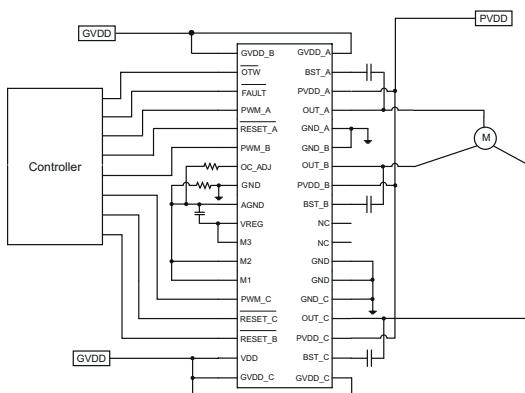 GVDD
PVDD
GVDD_B
GVDD_A
OTW
BST_A
FAULT
PVDD_A
PWM_A
OUT_A
RESET_A
GND_A
PWM_B
GND_B
OC_ADJ
OUT_B
GND
PVDD_B
AGND
BST_B
VREG
NC
M3
NC
M2
GND
M1
GND
PWM_C
GND_C
RESET_C
OUT_C
RESET_B
PVDD_C
VDD
BST_C
GVDD_C
GVDD_C
Controller
M
GVDD